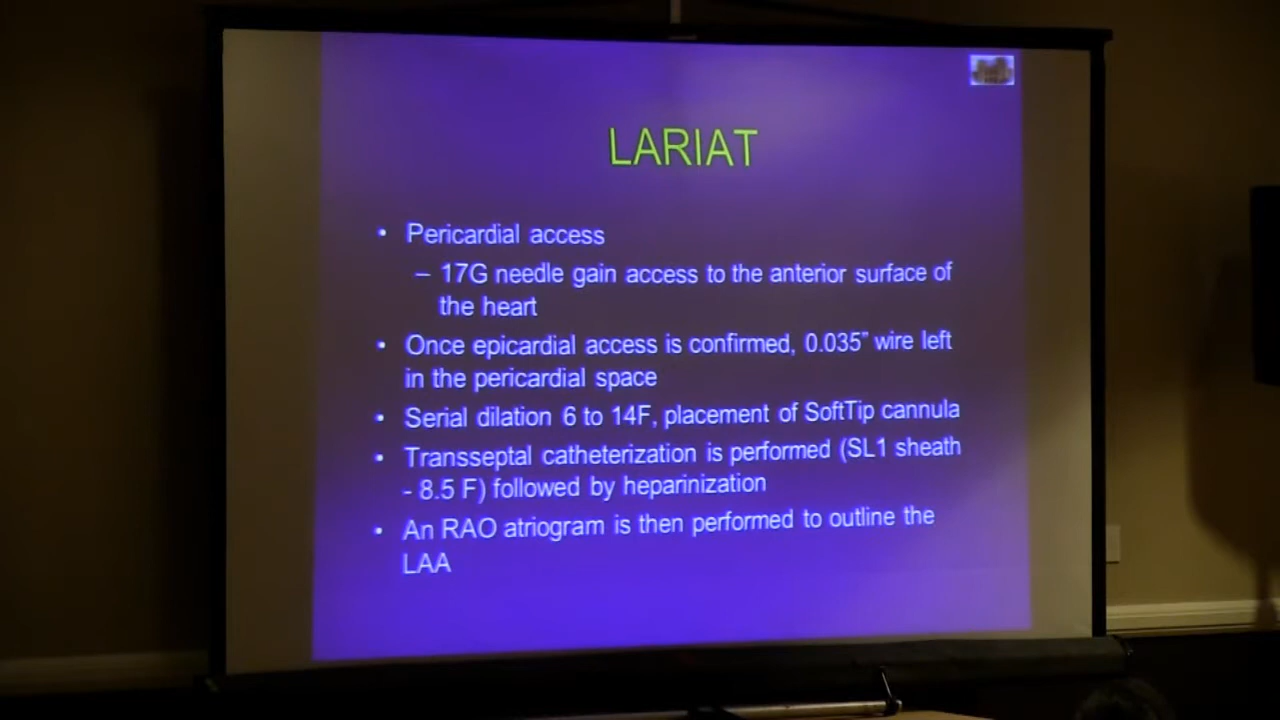 LARIAT
• Pericardial access
– 17G needle gain access to the anterior surface of
the heart
• Once epicardial access is confirmed, 0.035” wire left
in the pericardial space
• Serial dilation 6 to 14F, placement of SoftTip cannula
• Transseptal catheterization is performed (SL1 sheath
- 8.5 F) followed by heparinization
• An RAO atriogram is then performed to outline the
LAA